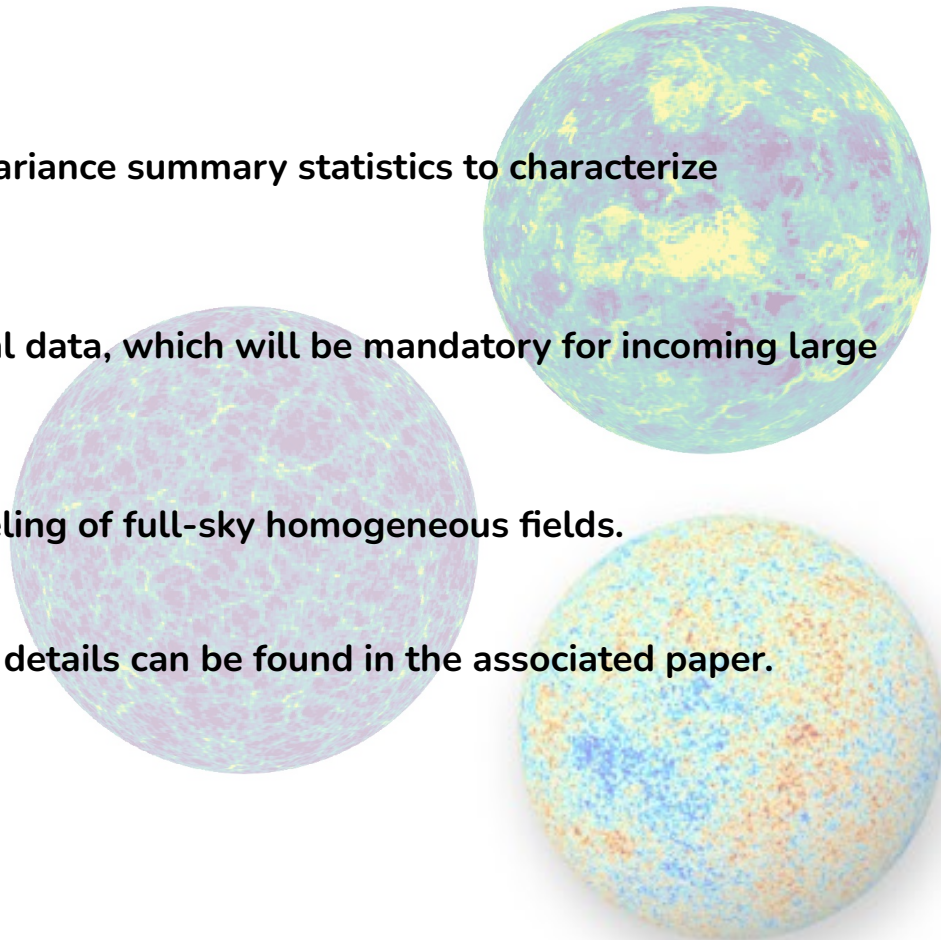 ariance summary statistics to characterize
l data, which will be mandatory for incoming large
ling of full-sky homogeneous fields.
details can be found in the associated paper.